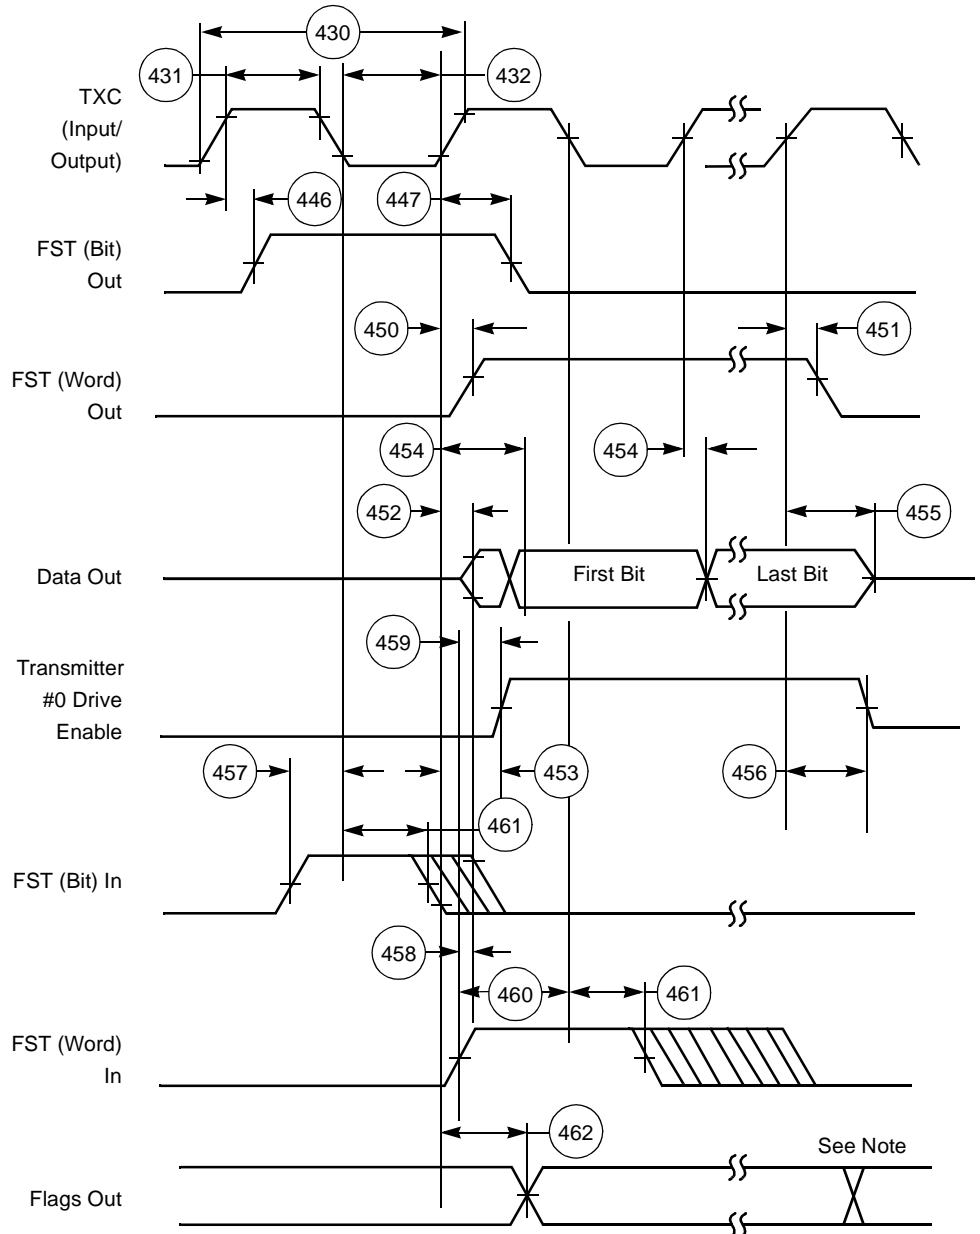 430
431
432
TXC
(Input/
Output)
446
447
FST (Bit)
Out
450
451
FST (Word)
Out
454
454
452
455
Data Out
First Bit
Last Bit
459
Transmitter
#0 Drive
Enable
457
453
456
461
FST (Bit) In
458
460
461
FST (Word)
In
462
See Note
Flags Out